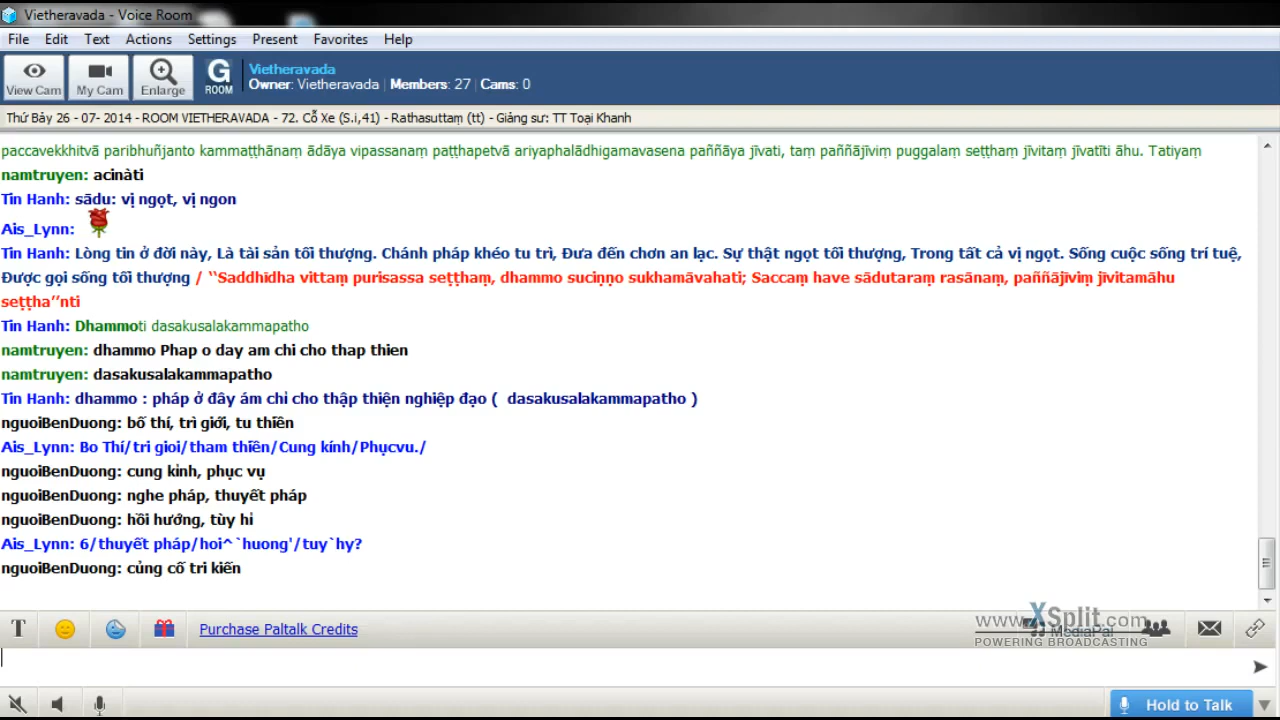 Vietheravada - Voice Room
File Edit Text Actions Settings Present Favorites Help
View Cam My Cam Enlarge G ROOM
Vietheravada
Owner: Vietheravada | Members: 27 | Cams: 0
Thứ Bảy 26 - 07- 2014 - ROOM VIETHERAVADA - 72. Cỗ Xe (S.i,41) - Rathasuttaṃ (tt) - Giảng sư: TT Toại Khanh
paccavekkhitvā paribhuñjanto kammaṭṭhānaṃ ādāya vipassanaṃ paṭṭhapetvā ariyaphalādhigamavasena paññāya jīvati, taṃ paññājīviṃ puggalaṃ seṭṭhaṃ jīvitaṃ jīvatīti āhu. Tatiyaṃ
namtruyen: acinàti
Tin Hanh: sādu: vị ngọt, vị ngon
Ais_Lynn:
Tin Hanh: Lòng tin ở đời này, Là tài sản tối thượng. Chánh pháp khéo tu trì, Đưa đến chơn an lạc. Sự thật ngọt tối thượng, Trong tất cả vị ngọt. Sống cuộc sống trí tuệ,
Được gọi sống tối thượng / ‘‘Saddhīdha vittaṃ purisassa seṭṭhaṃ, dhammo suciṇṇo sukhamāvahati; Saccaṃ have sādutaraṃ rasānaṃ, paññājīviṃ jīvitamāhu
seṭṭha’’nti
Tin Hanh: Dhammoti dasakusalakammapatho
namtruyen: dhammo Phap o day am chi cho thap thien
namtruyen: dasakusalakammapatho
Tin Hanh: dhammo : pháp ở đây ám chỉ cho thập thiện nghiệp đạo ( dasakusalakammapatho )
nguoiBenDuong: bố thí, trì giới, tu thiền
Ais_Lynn: Bo Thí/tri gioi/tham thiền/Cung kính/Phụcvu./
nguoiBenDuong: cung kỉnh, phục vụ
nguoiBenDuong: nghe pháp, thuyết pháp
nguoiBenDuong: hồi hướng, tùy hỉ
Ais_Lynn: 6/thuyết pháp/hoi^`huong'/tuy`hy?
nguoiBenDuong: củng cố tri kiến
T Purchase Paltalk Credits
www.XSplit.com
MediaPal
POWERING BROADCASTING
Hold to Talk